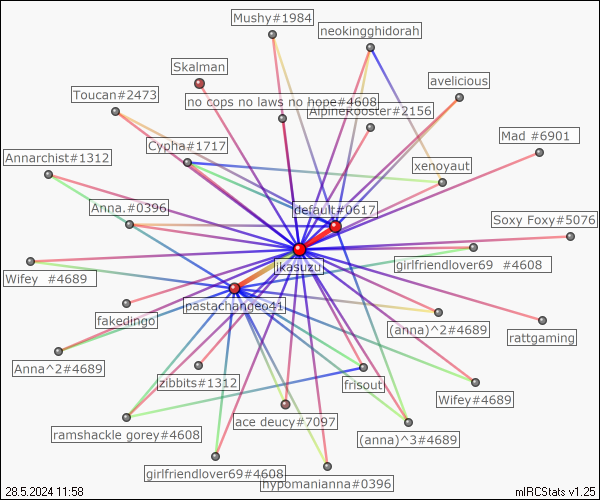 Mushy#1984
neokingghidorah
Skalman
avelicious
Toucan#2473
no cops no laws no hope#4608
AlpineRooster#2156
Mad #6901
Cypha#1717
Annarchist#1312
xenoyaut
Anna.#0396
default#0617
Soxy Foxy#5076
jkasuzu
girlfriendlover69 #4608
Wifey #4689
pastachangeo41
fakedingo
(anna)^2#4689
rattgaming
Anna^2#4689
zibbits#1312
frisout
Wifey#4689
ace deucy#7097
ramshackle gorey#4608
(anna)^3#4689
girlfriendlover69#4608
hypomanianna#0396
28.5.2024 11:58
mIRCStats v1.25